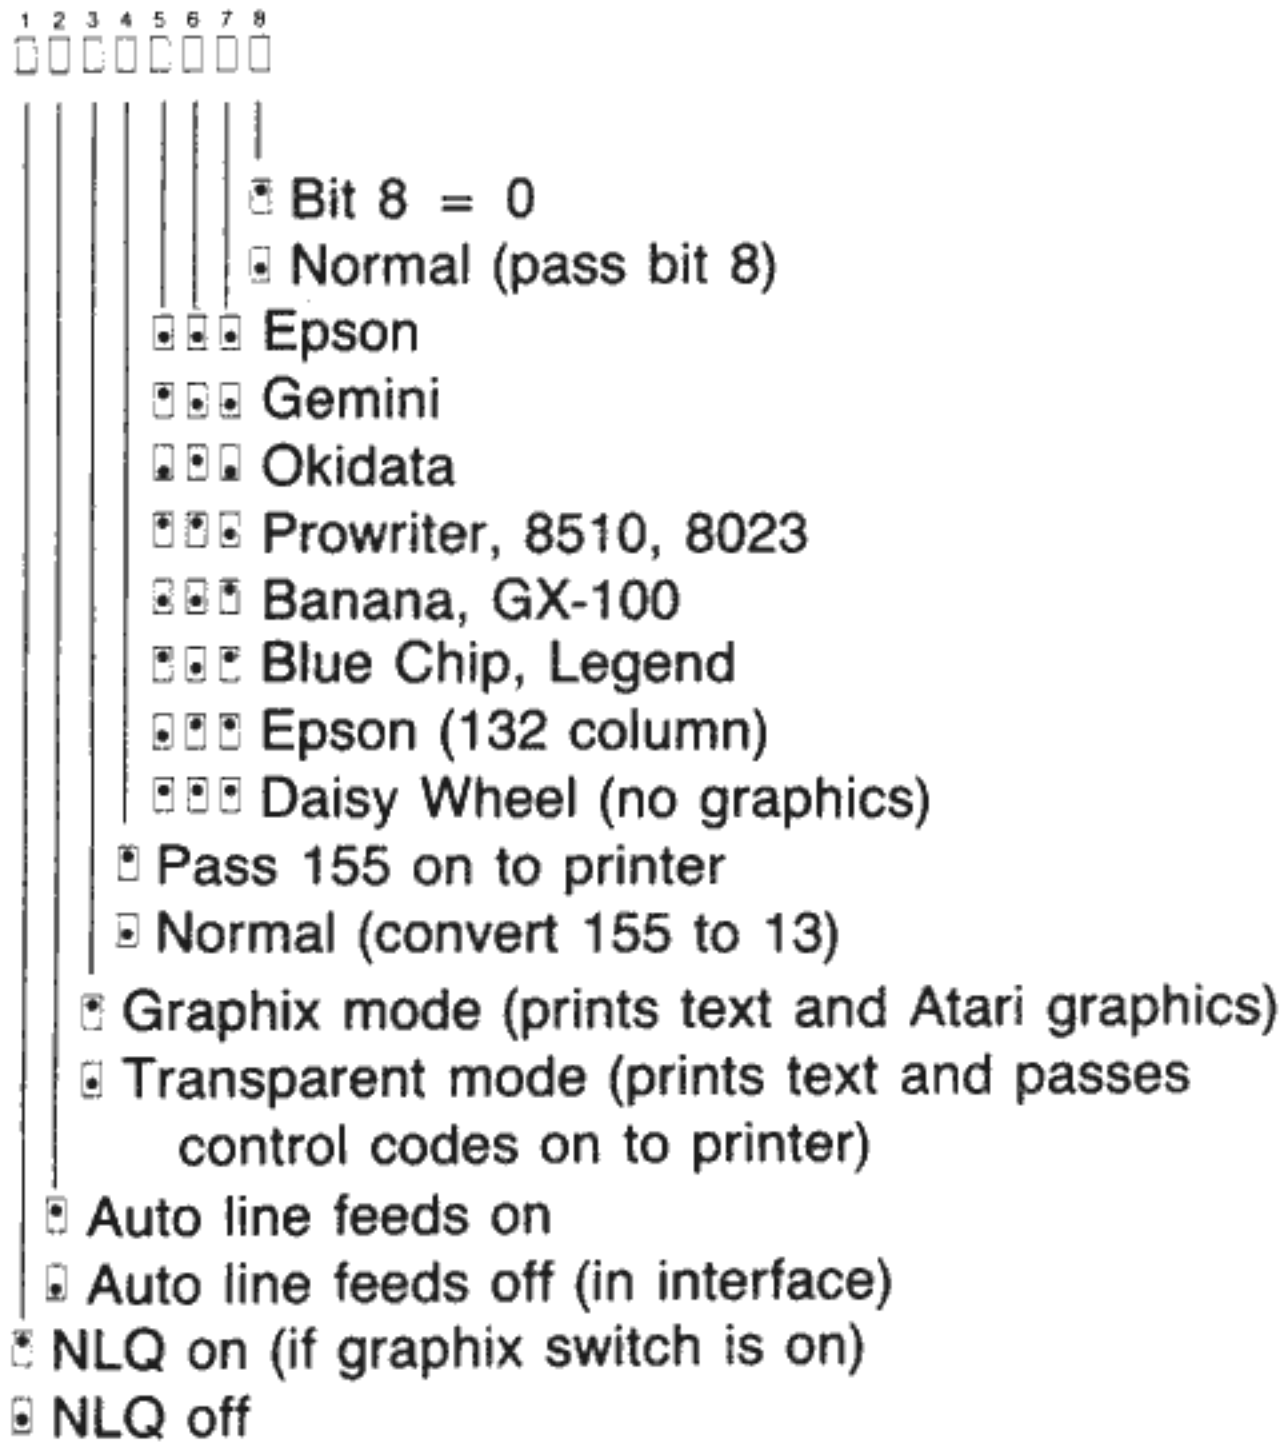 1 2 3 4 5 6 7 8
Bit 8 = 0
Normal (pass bit 8)
Epson
Gemini
Okidata
Prowriter, 8510, 8023
Banana, GX-100
Blue Chip, Legend
Epson (132 column)
Daisy Wheel (no graphics)
Pass 155 on to printer
Normal (convert 155 to 13)
Graphix mode (prints text and Atari graphics)
Transparent mode (prints text and passes
control codes on to printer)
Auto line feeds on
Auto line feeds off (in interface)
NLQ on (if graphix switch is on)
NLQ off